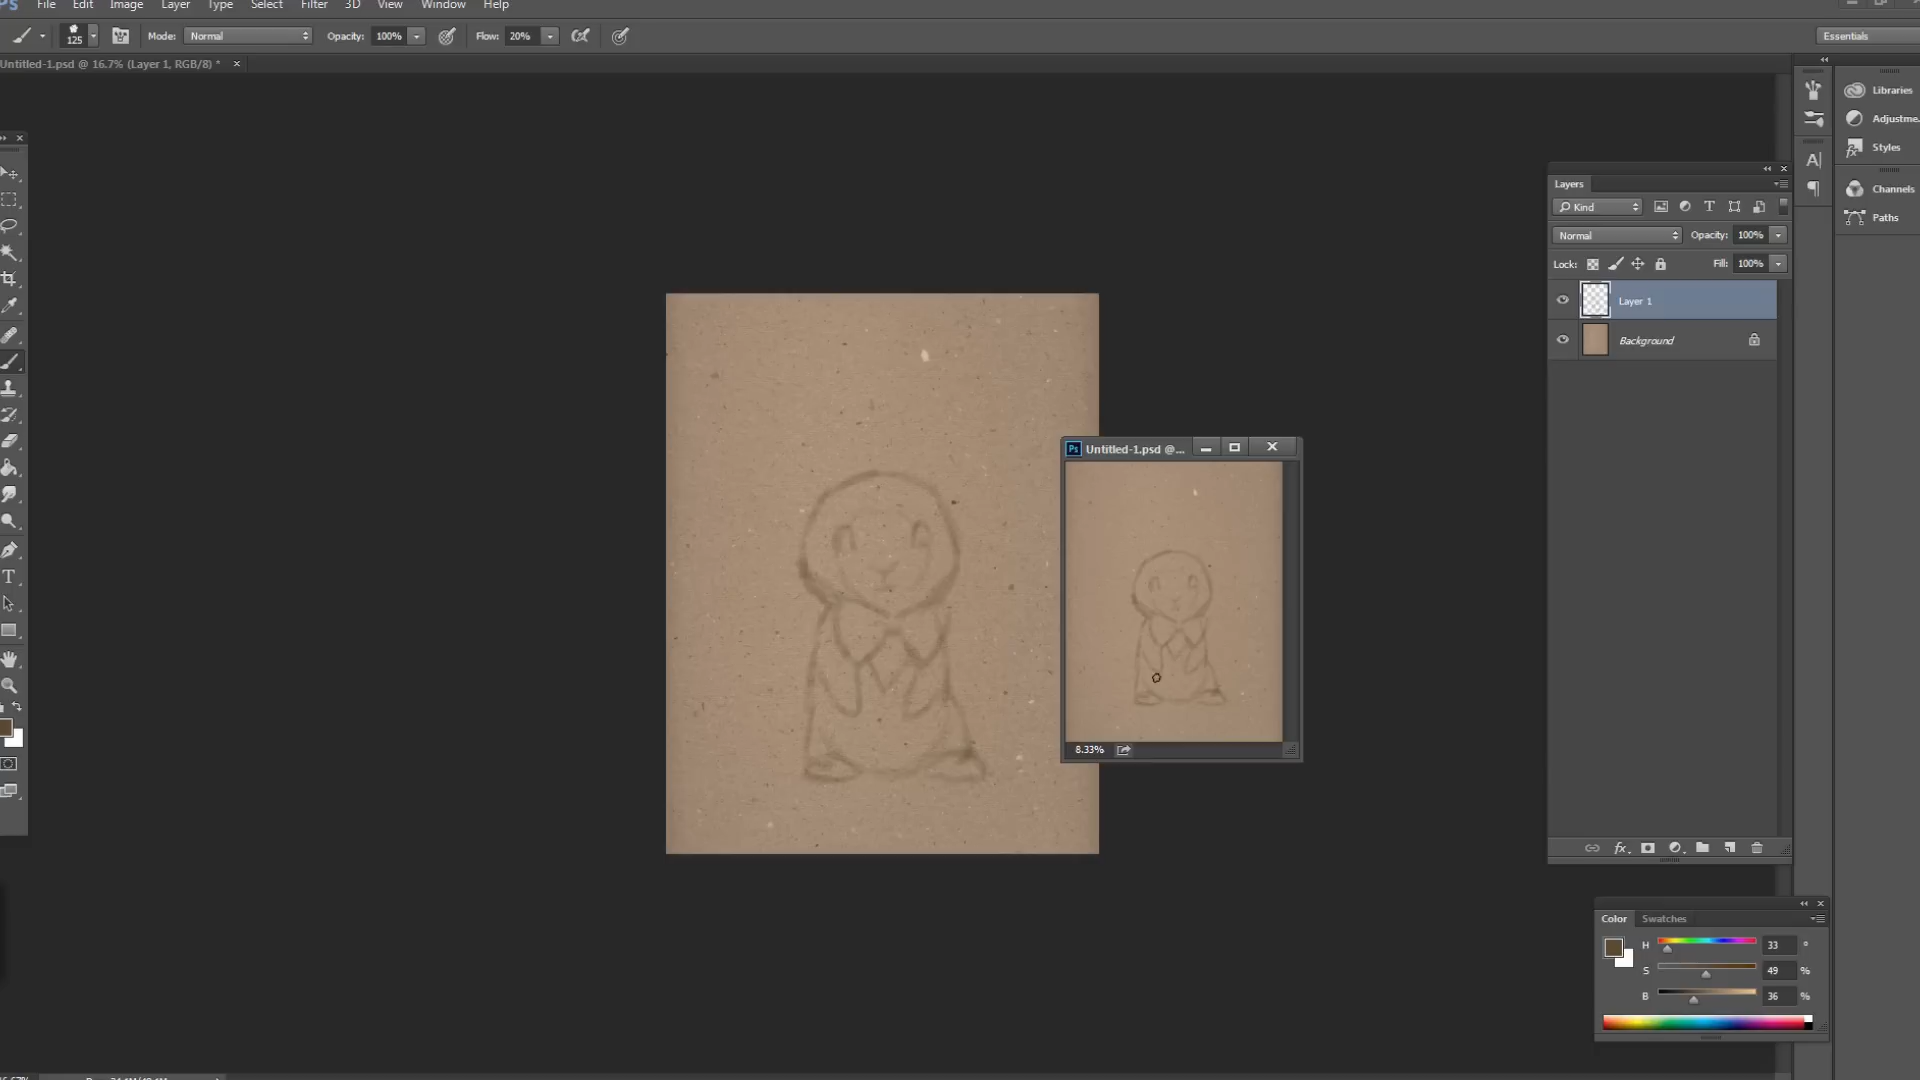 Ps File Edit Image Layer Type Select Filter 3D View Window Help
125 Mode: Normal Opacity: 100% Flow: 20% Essentials
Untitled-1.psd @ 16.7% (Layer 1, RGB/8) *
Libraries
Adjustme..
Styles
Channels
Paths
Layers
Kind
Normal Opacity: 100%
Lock: Fill: 100%
Layer 1
Background
Untitled-1.psd @...
8.33%
Color Swatches
H 33 °
S 49 %
B 36 %